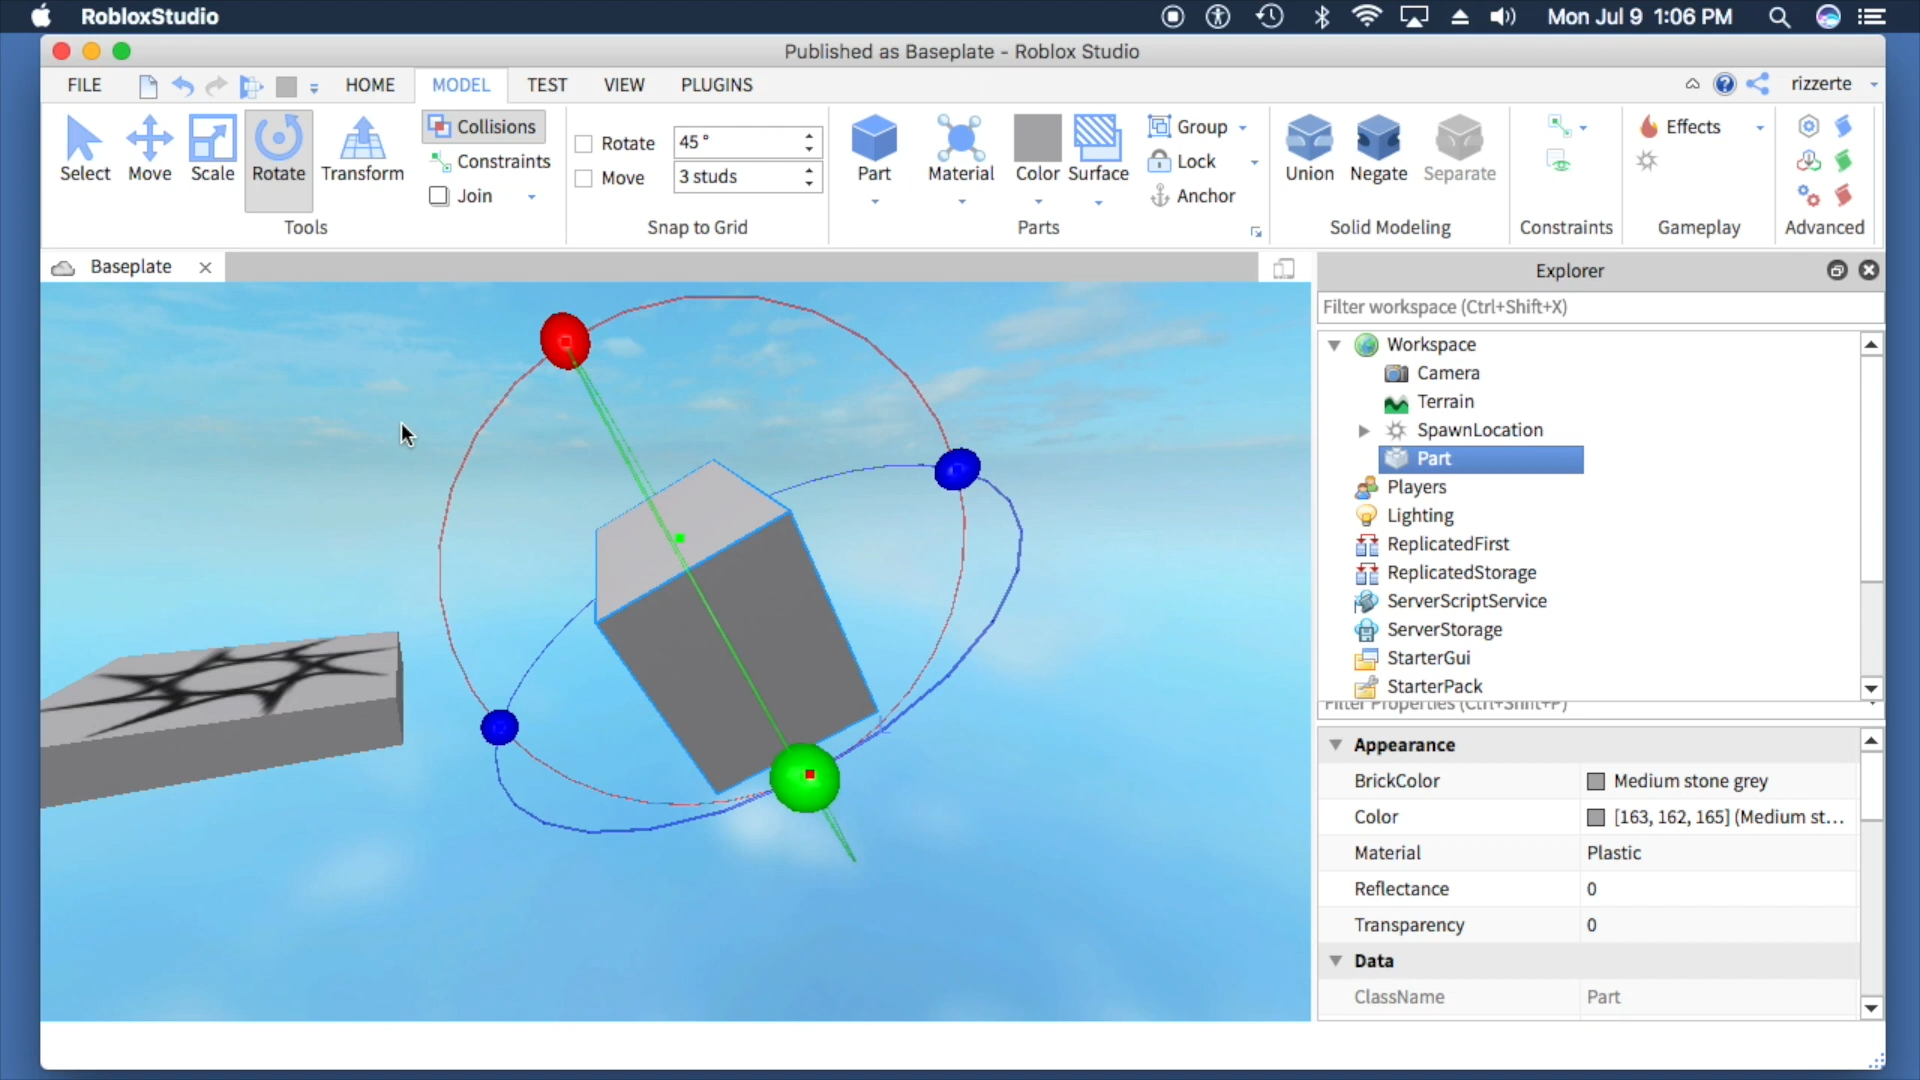 RobloxStudio
Mon Jul 9 1:06 PM
Published as Baseplate - Roblox Studio
FILE HOME MODEL TEST VIEW PLUGINS rizzerte
Select Move Scale Rotate Transform
Collisions
Constraints
Join
Tools
Rotate 45 °
Move 3 studs
Snap to Grid
Part Material Color Surface
Group
Lock
Anchor
Parts
Union Negate Separate
Solid Modeling
Constraints
Effects
Gameplay
Advanced
Baseplate
Explorer
Filter workspace (Ctrl+Shift+X)
Workspace
Camera
Terrain
SpawnLocation
Part
Players
Lighting
ReplicatedFirst
ReplicatedStorage
ServerScriptService
ServerStorage
StarterGui
StarterPack
Filter Properties (Ctrl+Shift+P)
Appearance
BrickColor Medium stone grey
Color [163, 162, 165] (Medium st...
Material Plastic
Reflectance 0
Transparency 0
Data
ClassName Part